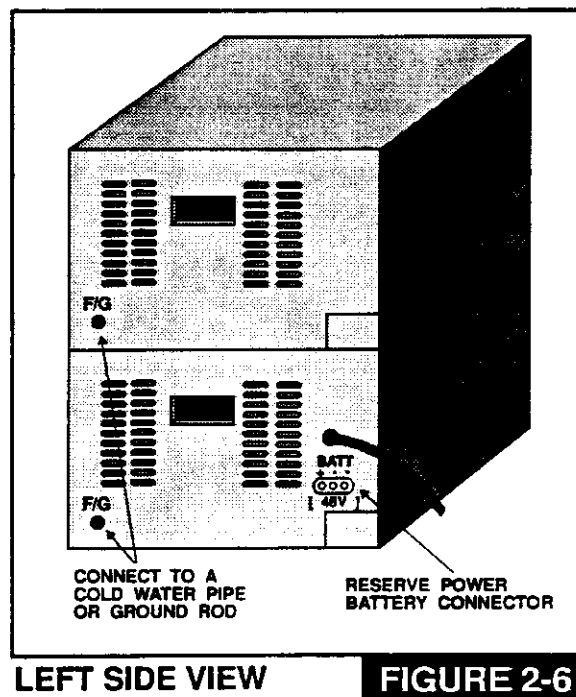 F/G
BATT
+ - +
F/G
48V
CONNECT TO A
COLD WATER PIPE
OR GROUND ROD
RESERVE POWER
BATTERY CONNECTOR
LEFT SIDE VIEW
FIGURE 2-6